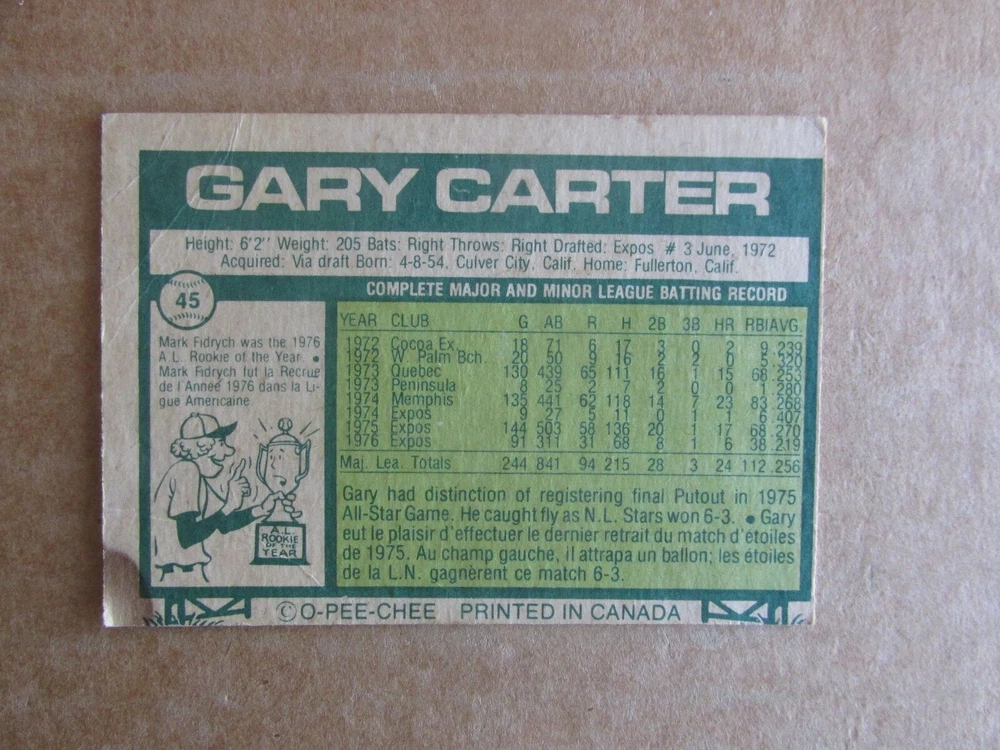 GARY CARTER
Height: 6'2'' Weight: 205 Bats: Right Throws: Right Drafted: Expos # 3 June, 1972
Acquired: Via draft Born: 4-8-54, Culver City, Calif. Home: Fullerton, Calif.
45
COMPLETE MAJOR AND MINOR LEAGUE BATTING RECORD
Mark Fidrych was the 1976
A.L. Rookie of the Year. •
Mark Fidrych fut la Recrue
de l'Année 1976 dans la Li-
gue Americaine.
A.L.
ROOKIE
OF THE
YEAR
YEAR CLUB G AB R H 2B 3B HR RBI AVG.
1972 Cocoa Ex. 18 71 6 17 3 0 2 9 .239
1972 W. Palm Bch. 20 50 9 16 2 2 0 5 .320
1973 Quebec 130 439 65 111 16 1 15 68 .253
1973 Peninsula 8 25 2 7 2 0 0 1 .280
1974 Memphis 135 441 62 118 14 7 23 83 .268
1974 Expos 9 27 5 11 0 1 1 6 .407
1975 Expos 144 503 58 136 20 1 17 68 .270
1976 Expos 91 311 31 68 8 1 6 38 .219
Maj. Lea. Totals 244 841 94 215 28 3 24 112 .256
Gary had distinction of registering final Putout in 1975
All-Star Game. He caught fly as N.L. Stars won 6-3. • Gary
eut le plaisir d'effectuer le dernier retrait du match d'étoiles
de 1975. Au champ gauche, il attrapa un ballon; les étoiles
de la L.N. gagnèrent ce match 6-3.
© O-PEE-CHEE PRINTED IN CANADA